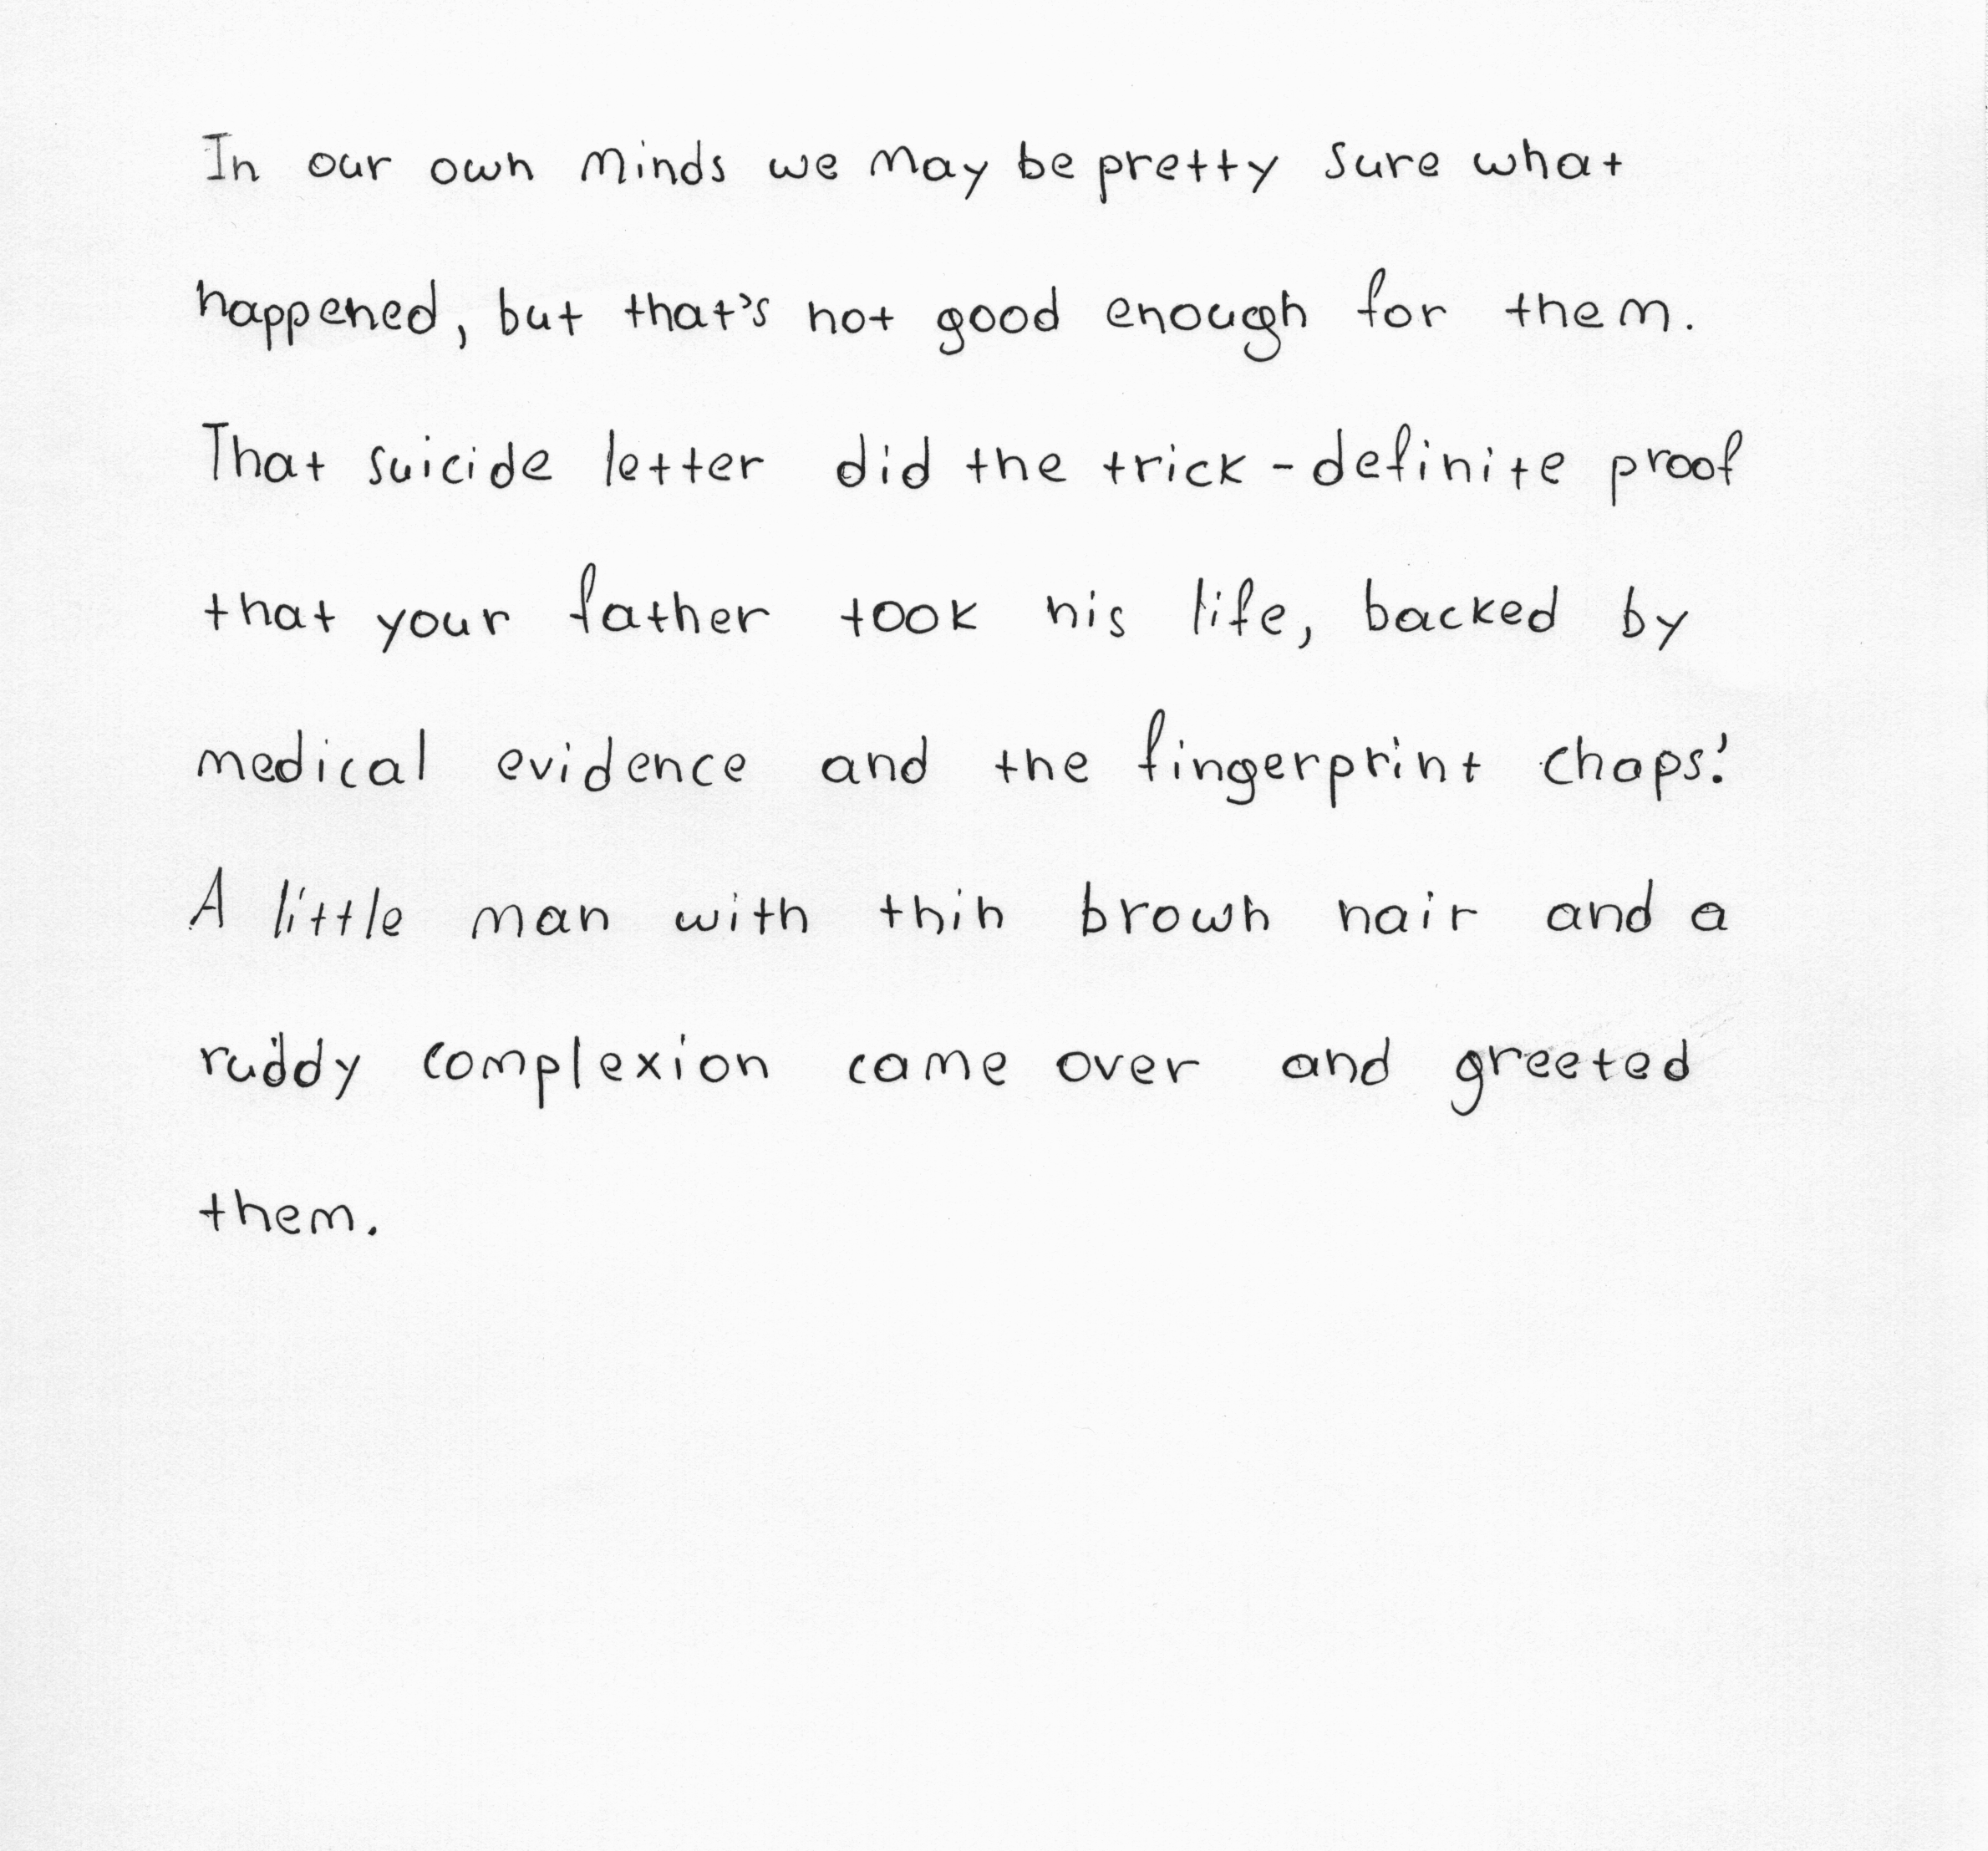 In our own minds we may be pretty sure what
happened, but that's not good enough for them.
That suicide letter did the trick - definite proof
that your father took his life, backed by
medical evidence and the fingerprint chaps!
A little man with thin brown hair and a
ruddy complexion came over and greeted
them.